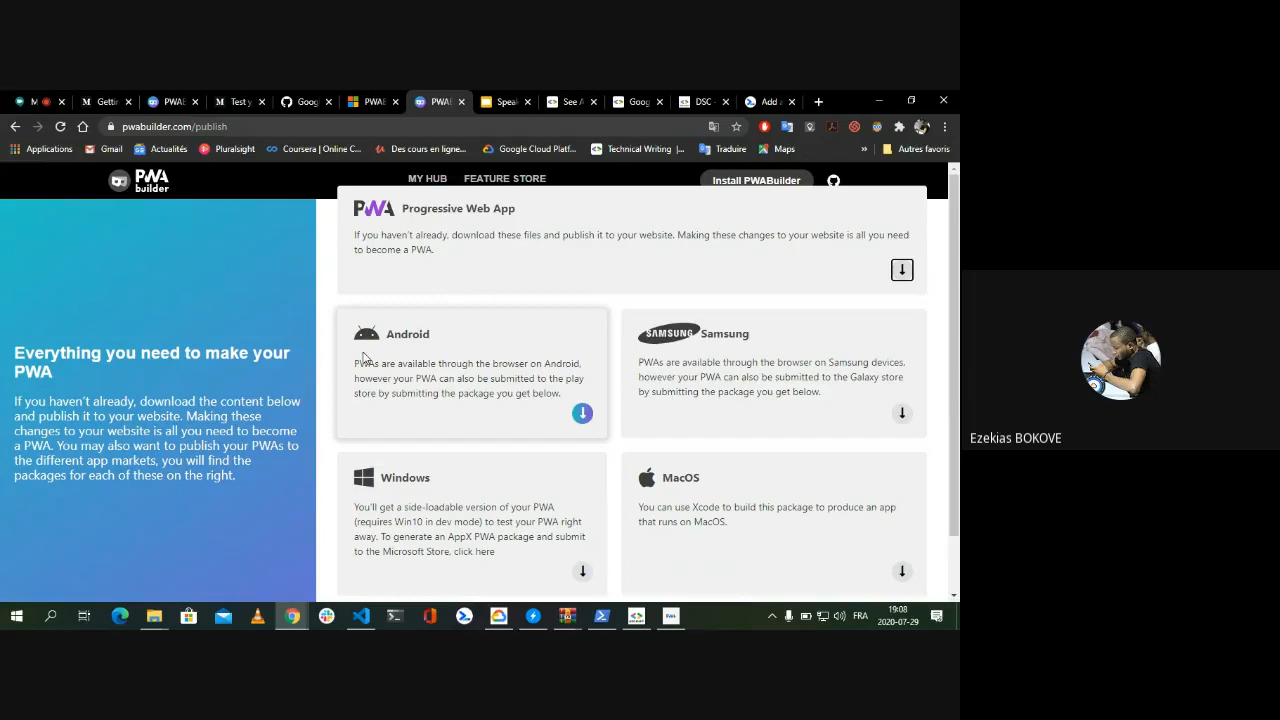 M
Gettir
PWAE
Test y
Goog
PWAE
PWAE
Speak
See A
Goog
DSC -
Add a
pwabuilder.com/publish
Applications
Gmail
Actualités
Pluralsight
Coursera | Online C...
Des cours en ligne...
Google Cloud Platf...
Technical Writing |...
Traduire
Maps
»
Autres favoris
PWA
builder
MY HUB
FEATURE STORE
Install PWABuilder
PWA Progressive Web App
If you haven't already, download these files and publish it to your website. Making these changes to your website is all you need
to become a PWA.
Everything you need to make your
PWA
If you haven't already, download the content below
and publish it to your website. Making these
changes to your website is all you need to become
a PWA. You may also want to publish your PWAs to
the different app markets, you will find the
packages for each of these on the right.
Android
PWAs are available through the browser on Android,
however your PWA can also be submitted to the play
store by submitting the package you get below.
SAMSUNG Samsung
PWAs are available through the browser on Samsung devices,
however your PWA can also be submitted to the Galaxy store
by submitting the package you get below.
Windows
You'll get a side-loadable version of your PWA
(requires Win10 in dev mode) to test your PWA right
away. To generate an AppX PWA package and submit
to the Microsoft Store, click here
MacOS
You can use Xcode to build this package to produce an app
that runs on MacOS.
Ezekias BOKOVE
FRA
19:08
2020-07-29